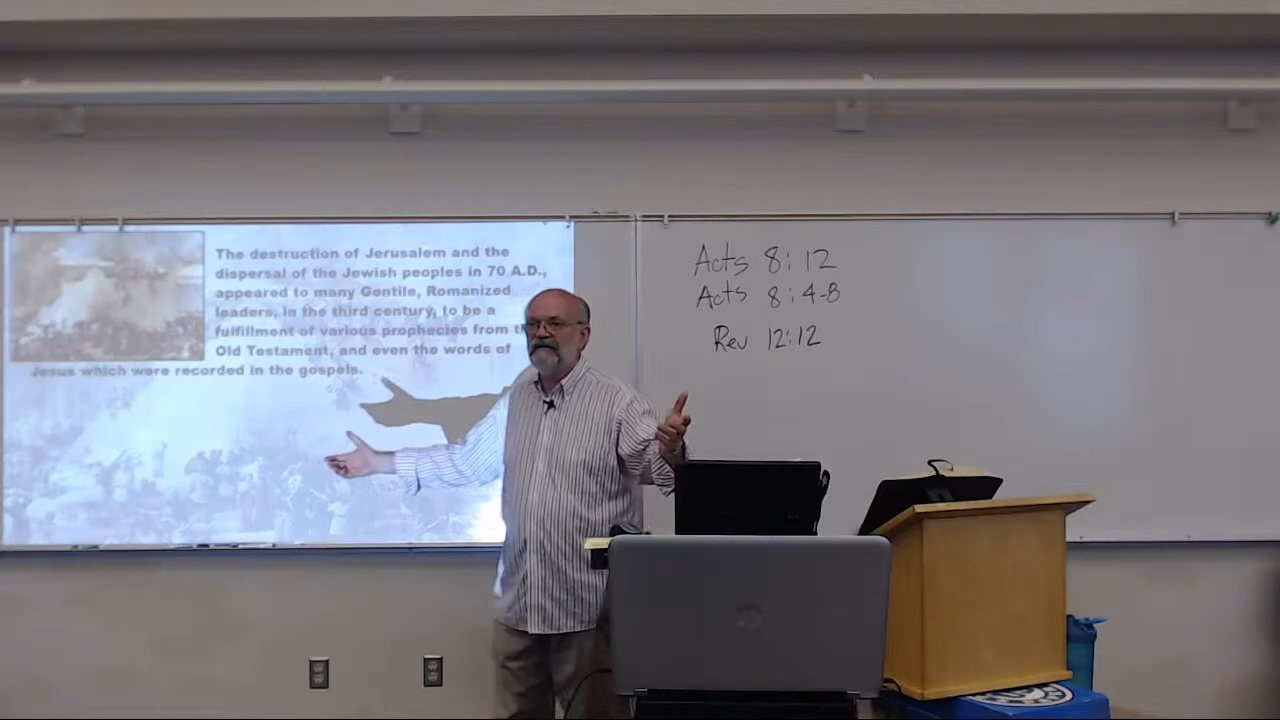 The destruction of Jerusalem and the
dispersal of the Jewish peoples in 70 A.D.,
appeared to many Gentile, Romanized
leaders, in the third century, to be a
fulfillment of various prophecies from
Old Testament, and even the words of
Jesus which were recorded in the gospels.
Acts 8:12
Acts 8:4-8
Rev 12:12